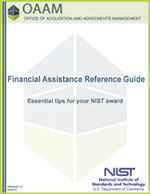 OAAM
OFFICE OF ACQUISITION AND AGREEMENTS MANAGEMENT
Financial Assistance Reference Guide
Essential tips for your NIST award
NIST
National Institute of
Standards and Technology
U.S. Department of Commerce